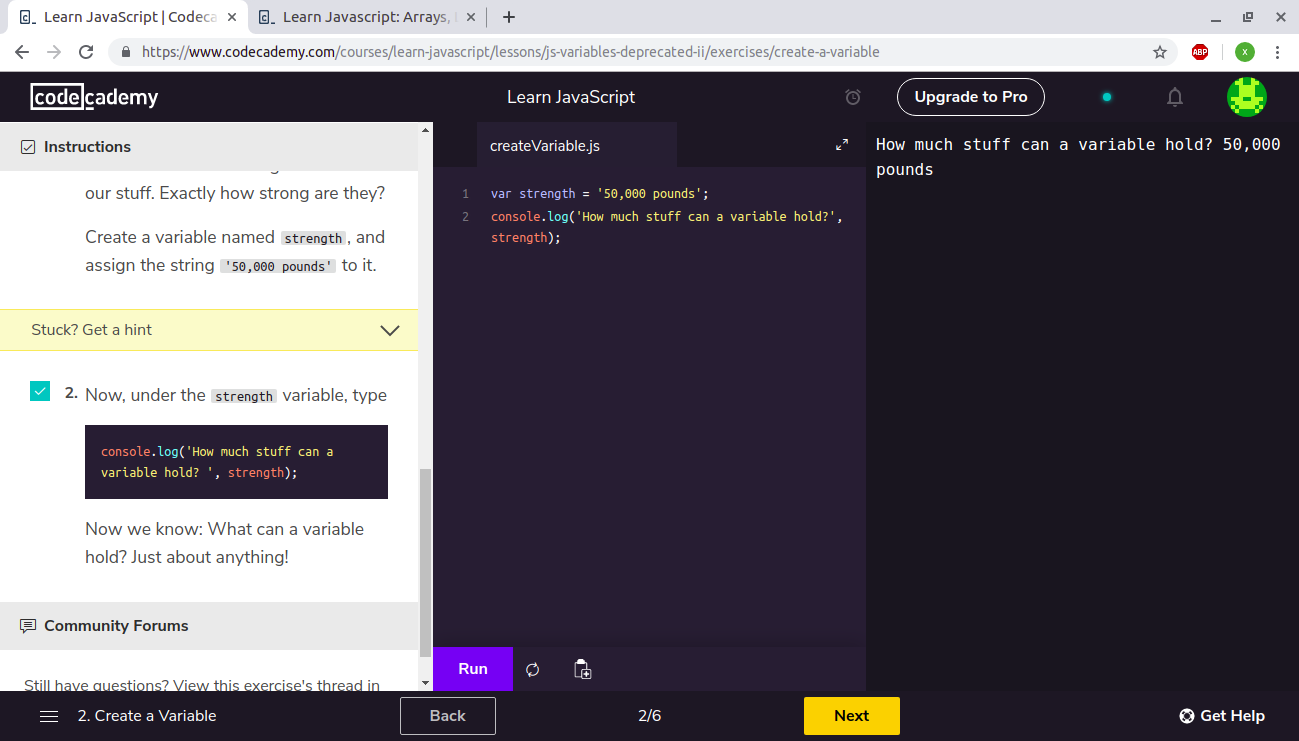 Learn JavaScript | Codeca
Learn Javascript: Arrays,
https://www.codecademy.com/courses/learn-javascript/lessons/js-variables-deprecated-ii/exercises/create-a-variable
ABP
X
codecademy
Learn JavaScript
Upgrade to Pro
Instructions
our stuff. Exactly how strong are they?
Create a variable named strength, and
assign the string '50,000 pounds' to it.
Stuck? Get a hint
2. Now, under the strength variable, type
console.log('How much stuff can a
variable hold? ', strength);
Now we know: What can a variable
hold? Just about anything!
Community Forums
Still have questions? View this exercise's thread in
createVariable.js
1 var strength = '50,000 pounds';
2 console.log('How much stuff can a variable hold?',
strength);
Run
How much stuff can a variable hold? 50,000
pounds
2. Create a Variable
Back
2/6
Next
Get Help